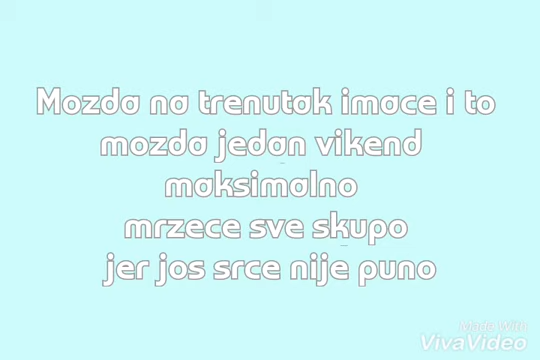 Mozda na trenutak imace i to
mozda jedan vikend
maksimalno
mrzece sve skupo
jer jos srce nije puno
Made With
VivaVideo